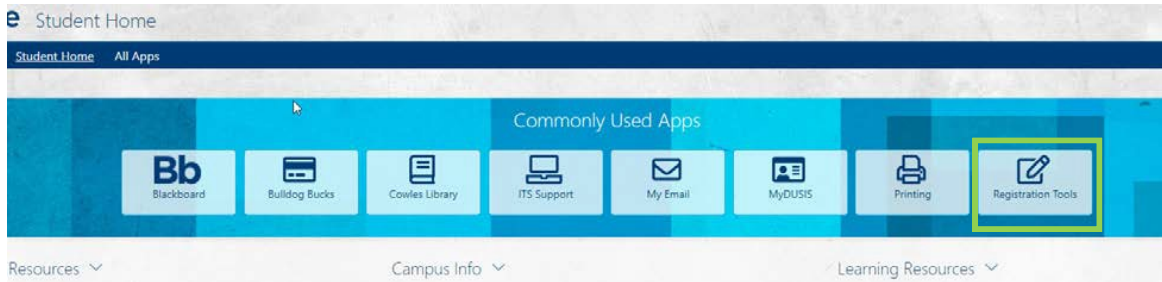 e Student Home
Student Home All Apps
Commonly Used Apps
Bb
Blackboard
Bulldog Bucks
Cowles Library
ITS Support
My Email
MyDUSIS
Printing
Registration Tools
Resources
Campus Info
Learning Resources